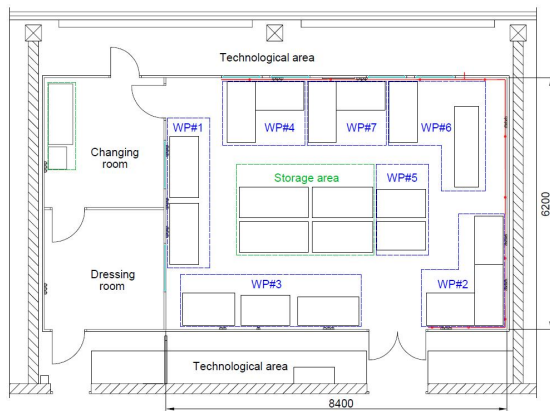 Technological area
WP#1
WP#4
WP#7
WP#6
Changing
room
Storage area
WP#5
6200
Dressing
room
WP#3
WP#2
Technological area
8400